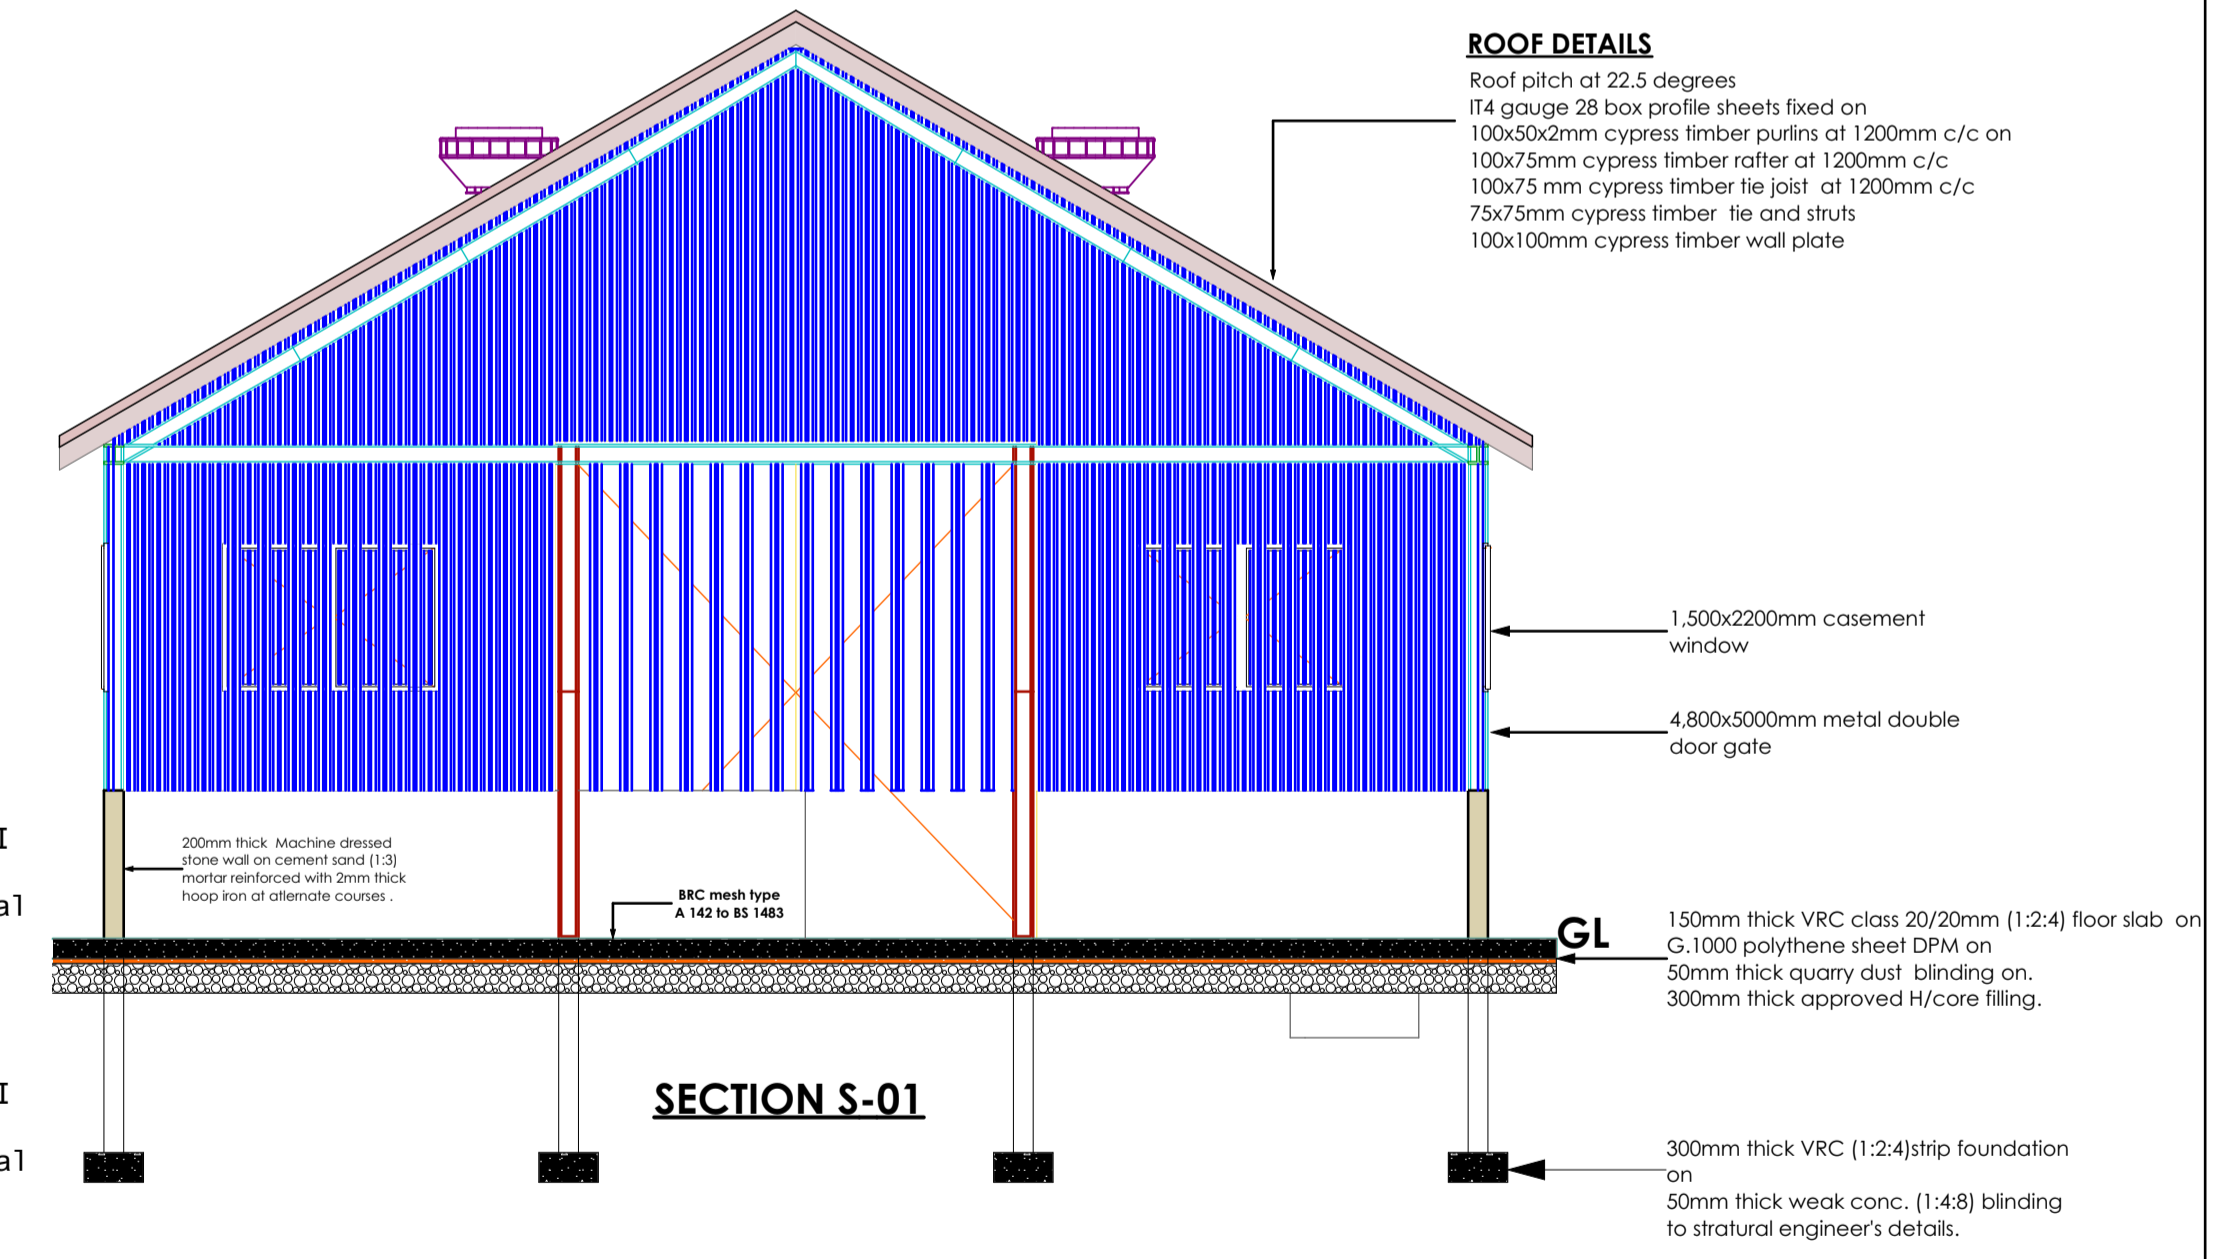 ROOF DETAILS
Roof pitch at 22.5 degrees
IT4 gauge 28 box profile sheets fixed on
100x50x2mm cypress timber purlins at 1200mm c/c on
100x75mm cypress timber rafter at 1200mm c/c
100x75 mm cypress timber tie joist at 1200mm c/c
75x75mm cypress timber tie and struts
100x100mm cypress timber wall plate
1,500x2200mm casement
window
4,800x5000mm metal double
door gate
200mm thick Machine dressed
stone wall on cement sand (1:3)
mortar reinforced with 2mm thick
hoop iron at atlernate courses .
BRC mesh type
A 142 to BS 1483
GL
150mm thick VRC class 20/20mm (1:2:4) floor slab on
G.1000 polythene sheet DPM on
50mm thick quarry dust blinding on.
300mm thick approved H/core filling.
SECTION S-01
300mm thick VRC (1:2:4)strip foundation
on
50mm thick weak conc. (1:4:8) blinding
to stratural engineer's details.